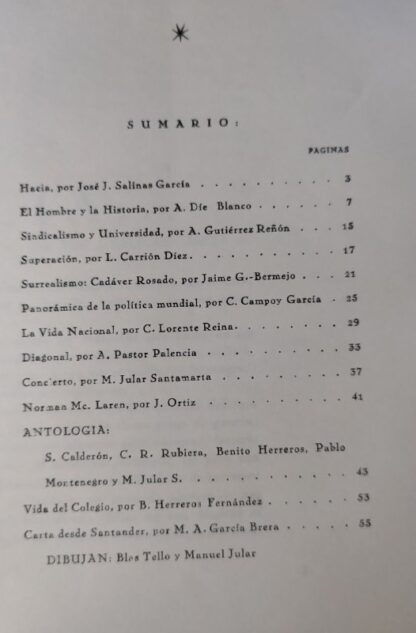 SUMARIO:
PAGINAS
Hacia, por José J. Salinas García . . . . . . . . . 3
El Hombre y la Historia, por A. Díe Blanco . . . . . . 7
Sindicalismo y Universidad, por A. Gutiérrez Reñón . . . . 15
Superación, por L. Carrión Díez. . . . . . . . . . 17
Surrealismo: Cadáver Rosado, por Jaime G.-Bermejo . . . 21
Panorámica de la política mundial, por C. Campoy García . 25
La Vida Nacional, por C. Lorente Reina. . . . . . . . 29
Diagonal, por A. Pastor Palencia . . . . . . . . . 33
Concierto, por M. Jular Santamarta . . . . . . . . 37
Norman Mc. Laren, por J. Ortiz . . . . . . . . . 41
ANTOLOGIA:
S. Calderón, C. R. Rubiera, Benito Herreros, Pablo
Montenegro y M. Jular S. . . . . . . . . . . 43
Vida del Colegio, por B. Herreros Fernández . . . . . . 53
Carta desde Santander, por M. A. García Brera . . . . . 55
DIBUJAN: Blas Tello y Manuel Jular